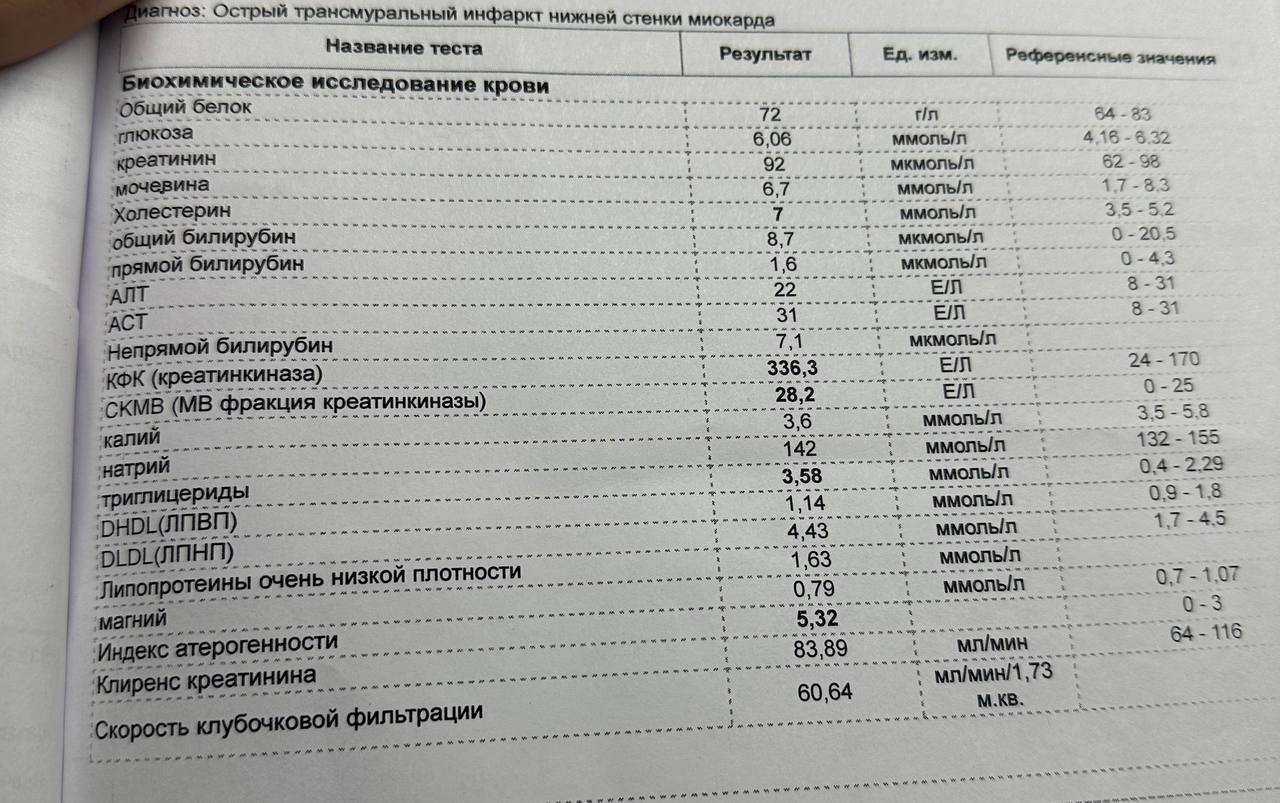 Диагноз: Острый трансмуральный инфаркт нижней стенки миокарда
Название теста Результат Ед. изм. Референсные значения
Биохимическое исследование крови
Общий белок 72 г/л 64 - 83
глюкоза 6,06 ммоль/л 4,16 - 6,32
креатинин 92 мкмоль/л 62 - 98
мочевина 6,7 ммоль/л 1,7 - 8,3
Холестерин 7 ммоль/л 3,5 - 5,2
общий билирубин 8,7 мкмоль/л 0 - 20,5
прямой билирубин 1,6 мкмоль/л 0 - 4,3
АЛТ 22 Е/Л 8 - 31
АСТ 31 Е/Л 8 - 31
Непрямой билирубин 7,1 мкмоль/л
КФК (креатинкиназа) 336,3 Е/Л 24 - 170
СКМВ (МВ фракция креатинкиназы) 28,2 Е/Л 0 - 25
калий 3,6 ммоль/л 3,5 - 5,8
натрий 142 ммоль/л 132 - 155
триглицериды 3,58 ммоль/л 0,4 - 2,29
DHDL(ЛПВП) 1,14 ммоль/л 0,9 - 1,8
DLDL(ЛПНП) 4,43 ммоль/л 1,7 - 4,5
Липопротеины очень низкой плотности 1,63 ммоль/л
магний 0,79 ммоль/л 0,7 - 1,07
Индекс атерогенности 5,32 0 - 3
Клиренс креатинина 83,89 мл/мин 64 - 116
Скорость клубочковой фильтрации 60,64 мл/мин/1,73
м.кв.